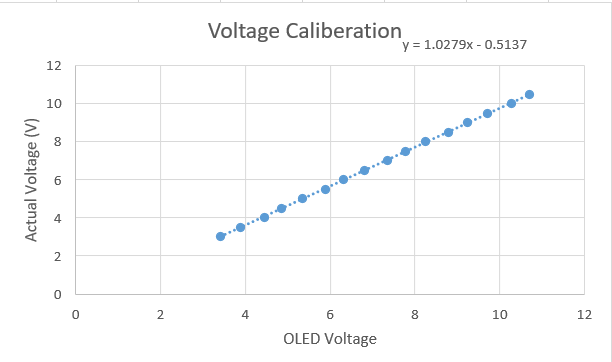 Voltage Caliberation
y = 1.0279x - 0.5137
12
10
8
6
4
2
0
Actual Voltage (V)
0 2 4 6 8 10 12
OLED Voltage